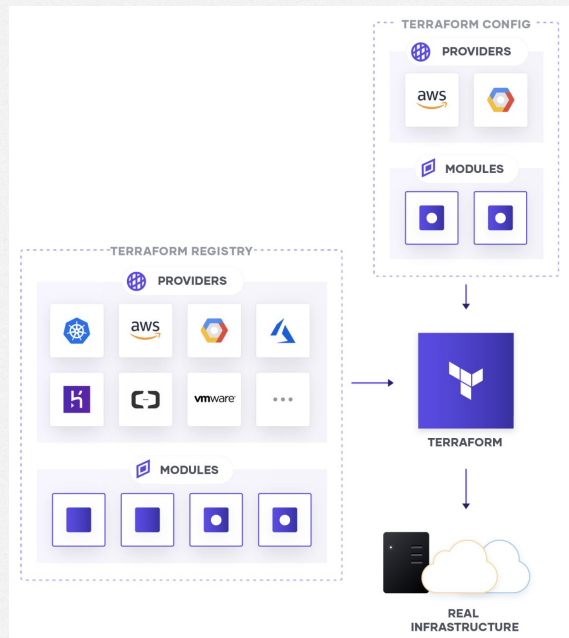 TERRAFORM CONFIG
PROVIDERS
aws
MODULES
TERRAFORM REGISTRY
PROVIDERS
aws
vmware
MODULES
TERRAFORM
REAL
INFRASTRUCTURE